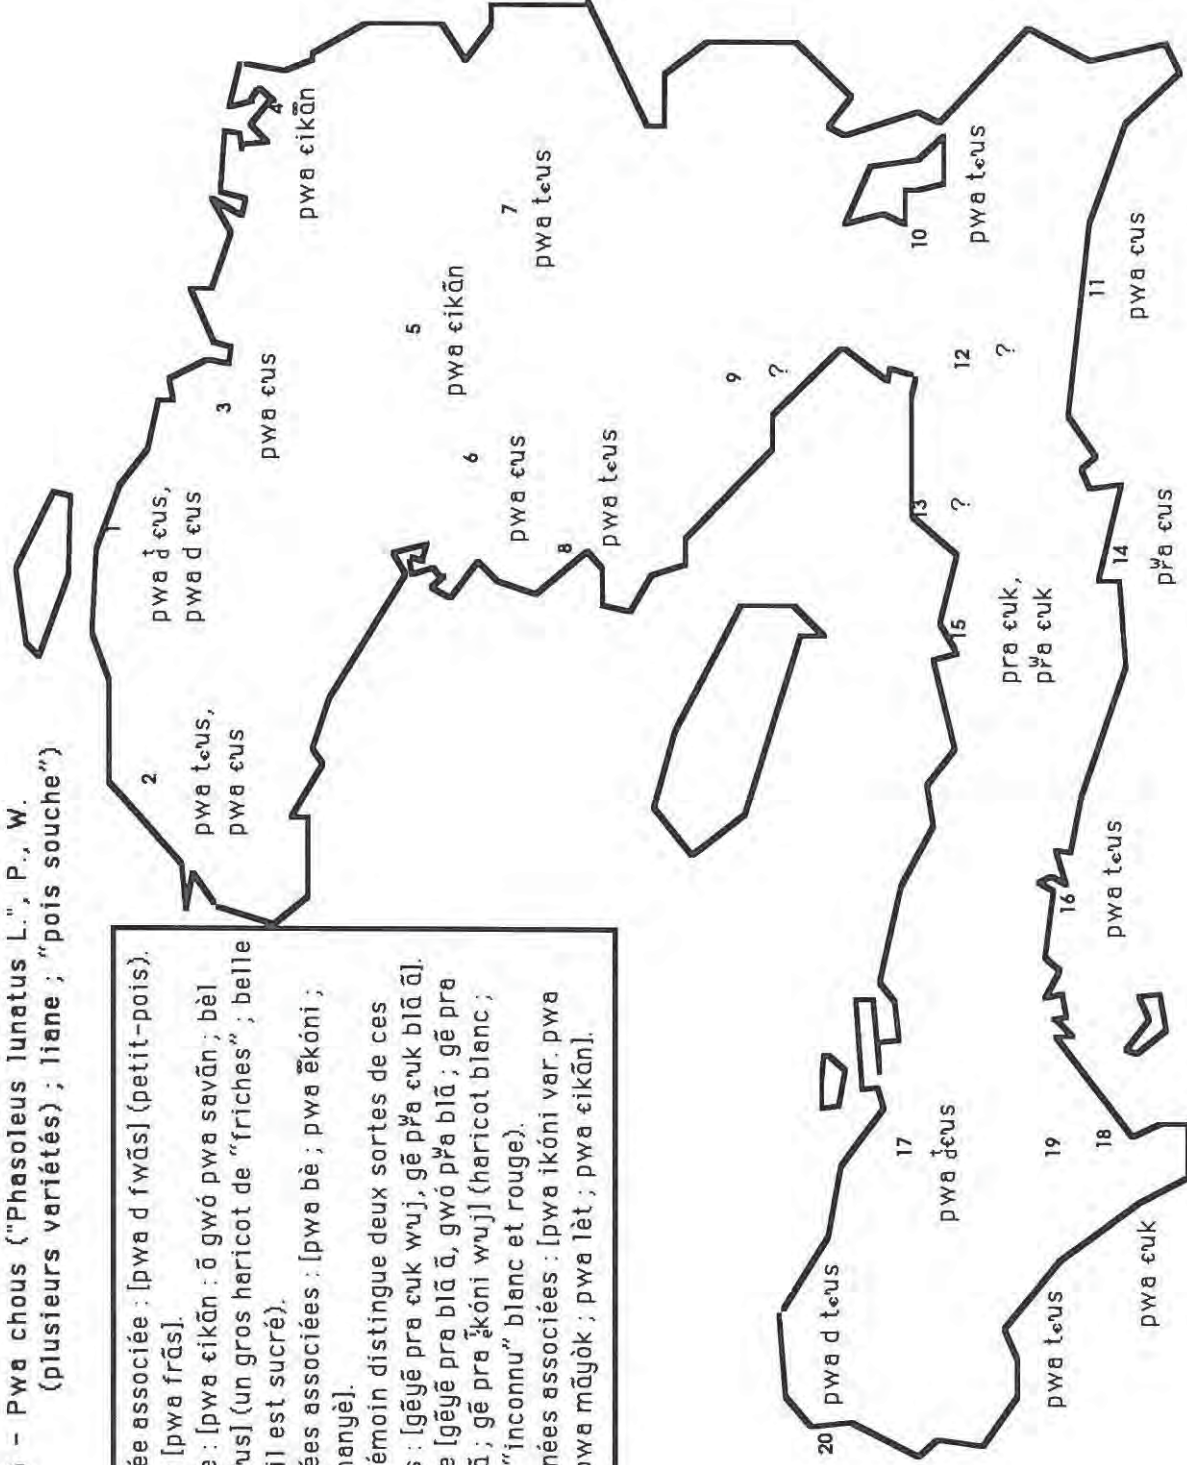 – Pwa chous ("Phasoleus lunatus L.", P., W.
(plusieurs variétés) ; liane ; "pois souche")
ée associée : [pwa d fwãs] (petit-pois).
[pwa frãs].
e : [pwa ɛikãn : õ gwó pwa savãn ; bèl
rus] (un gros haricot de "friches" ; belle
il est sucré).
ées associées : [pwa bè ; pwa ẽkóni ;
nanyè].
émoin distingue deux sortes de ces
s : [gẽyẽ pra ɛuk wuj, gẽ pʷra ɛuk blã ã].
e [gẽyẽ pra blã ã, gwó pʷra blã ; gẽ pra
ã ; gẽ pra ẽkóni wuj] (haricot blanc ;
"inconnu" blanc et rouge).
nées associées : [pwa ikóni var. pwa
pwa mãyòk ; pwa lèt ; pwa ɛikãn].
1
pwa dᵗ ɛus,
pwa d ɛus
2
pwa tɛus,
pwa ɛus
3
pwa ɛus
4
pwa ɛikãn
5
pwa ɛikãn
6
pwa ɛus
7
pwa tɛus
8
pwa tɛus
9
?
10
pwa tɛus
11
pwa ɛus
12
?
13
?
14
pʷra ɛus
15
pra ɛuk,
pʷra ɛuk
16
pwa tɛus
17
pwa dᵗɛus
18
pwa ɛuk
19
pwa tɛus
20
pwa d tɛus